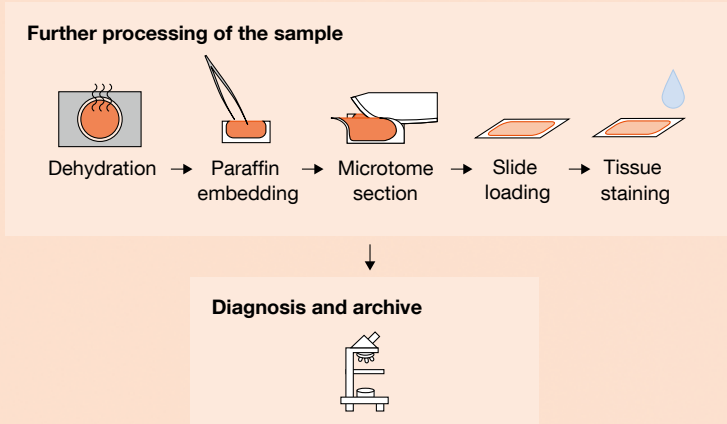 Further processing of the sample
Dehydration → Paraffin → Microtome → Slide → Tissue
embedding section loading staining
Diagnosis and archive